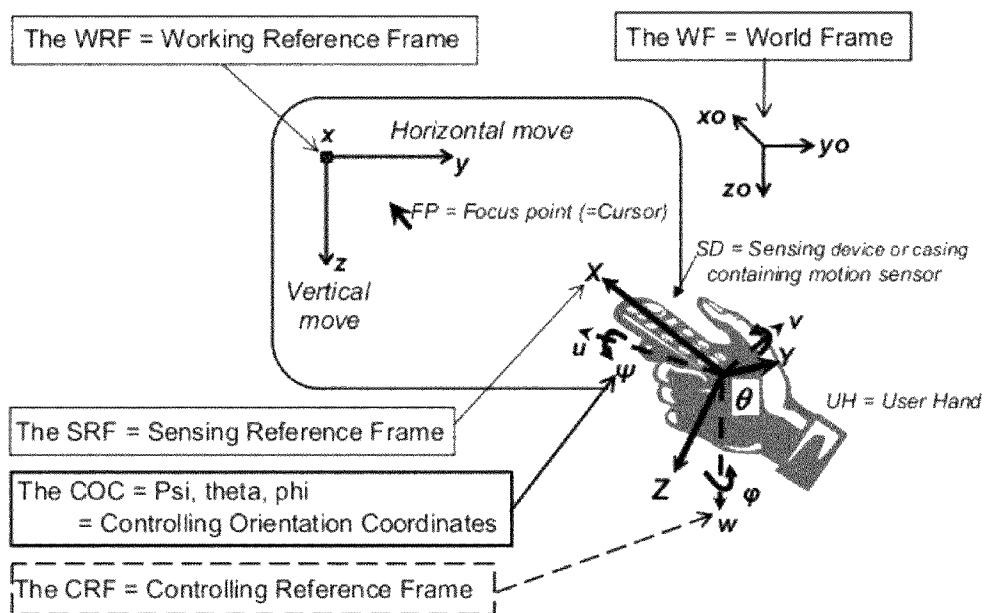 The WRF = Working Reference Frame
The WF = World Frame
x
Horizontal move
y
xo
yo
zo
FP = Focus point (=Cursor)
z
Vertical
move
SD = Sensing device or casing
containing motion sensor
X
u
ψ
v
Y
θ
UH = User Hand
The SRF = Sensing Reference Frame
Z
φ
w
The COC = Psi, theta, phi
= Controlling Orientation Coordinates
The CRF = Controlling Reference Frame